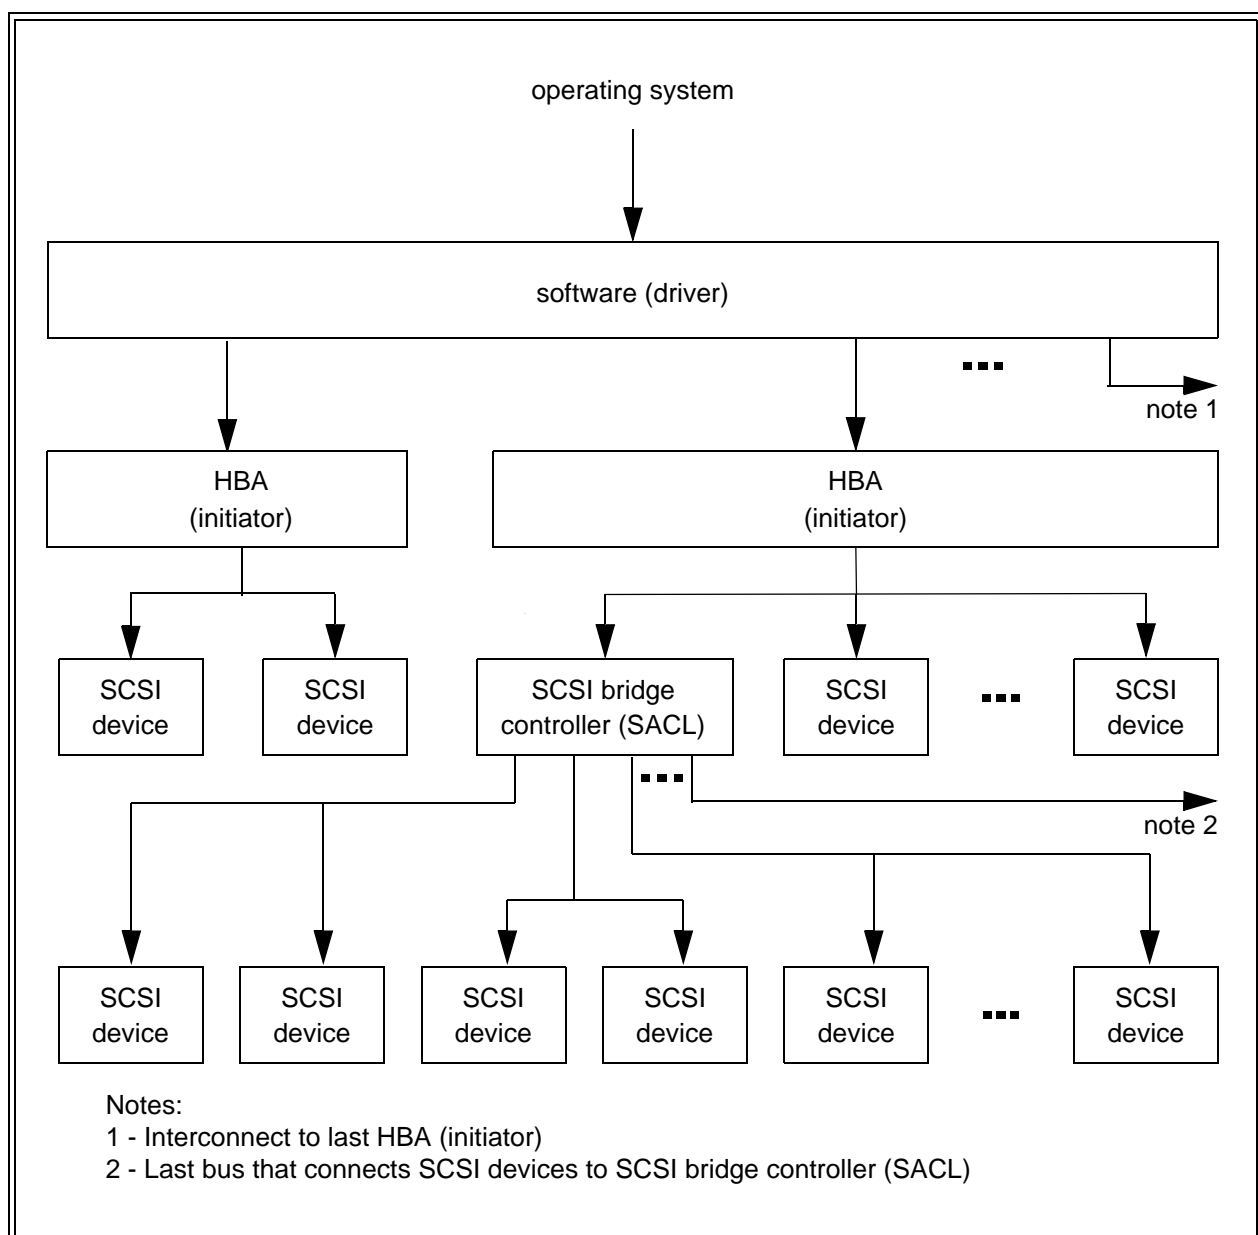 operating system
software (driver)
note 1
HBA
(initiator)
HBA
(initiator)
SCSI
device
SCSI
device
SCSI bridge
controller (SACL)
SCSI
device
SCSI
device
note 2
SCSI
device
SCSI
device
SCSI
device
SCSI
device
SCSI
device
SCSI
device
Notes:
1 - Interconnect to last HBA (initiator)
2 - Last bus that connects SCSI devices to SCSI bridge controller (SACL)